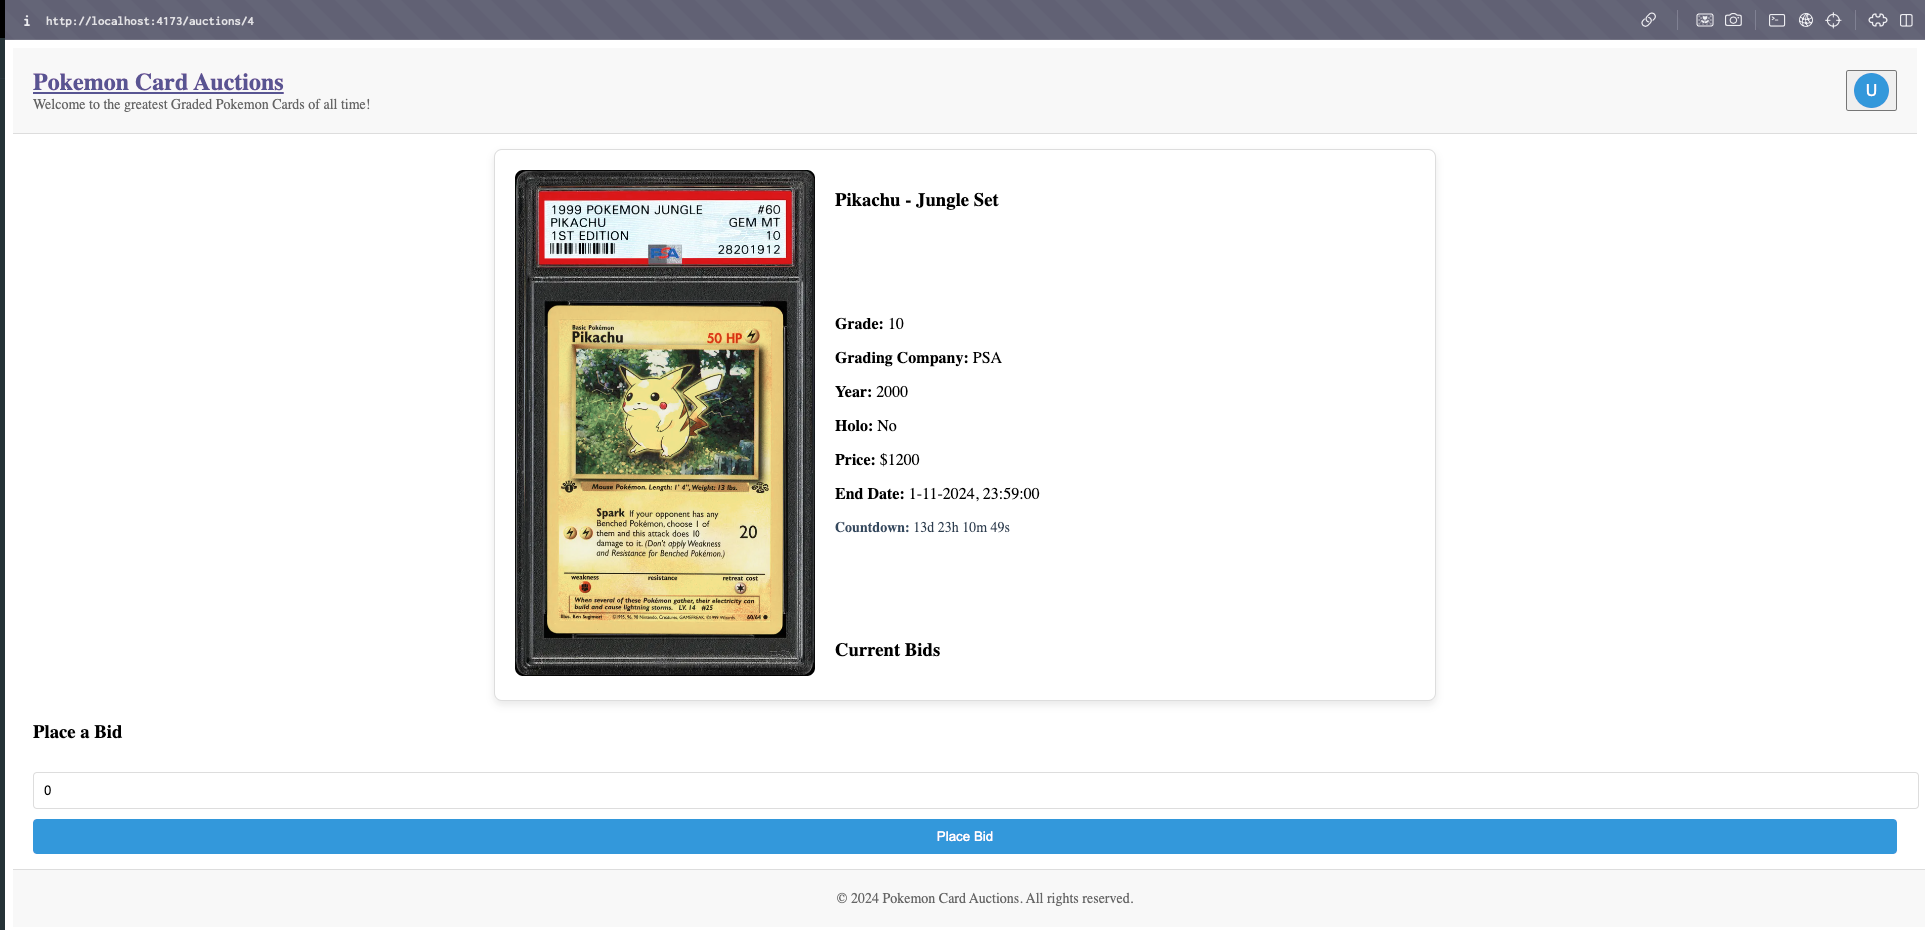 http://localhost:4173/auctions/4
Pokemon Card Auctions
Welcome to the greatest Graded Pokemon Cards of all time!
U
1999 POKEMON JUNGLE #60
PIKACHU GEM MT
1ST EDITION 10
PSA 28201912
Basic Pokémon
Pikachu 50 HP
Mouse Pokémon. Length: 1' 4", Weight: 13 lbs.
Spark If your opponent has any
Benched Pokémon, choose 1 of
them and this attack does 10
damage to it. (Don't apply Weakness
and Resistance for Benched Pokémon.)
20
weakness resistance retreat cost
When several of these Pokémon gather, their electricity can
build and cause lightning storms. LV. 14 #25
60/64
Pikachu - Jungle Set
Grade: 10
Grading Company: PSA
Year: 2000
Holo: No
Price: $1200
End Date: 1-11-2024, 23:59:00
Countdown: 13d 23h 10m 49s
Current Bids
Place a Bid
0
Place Bid
© 2024 Pokemon Card Auctions. All rights reserved.